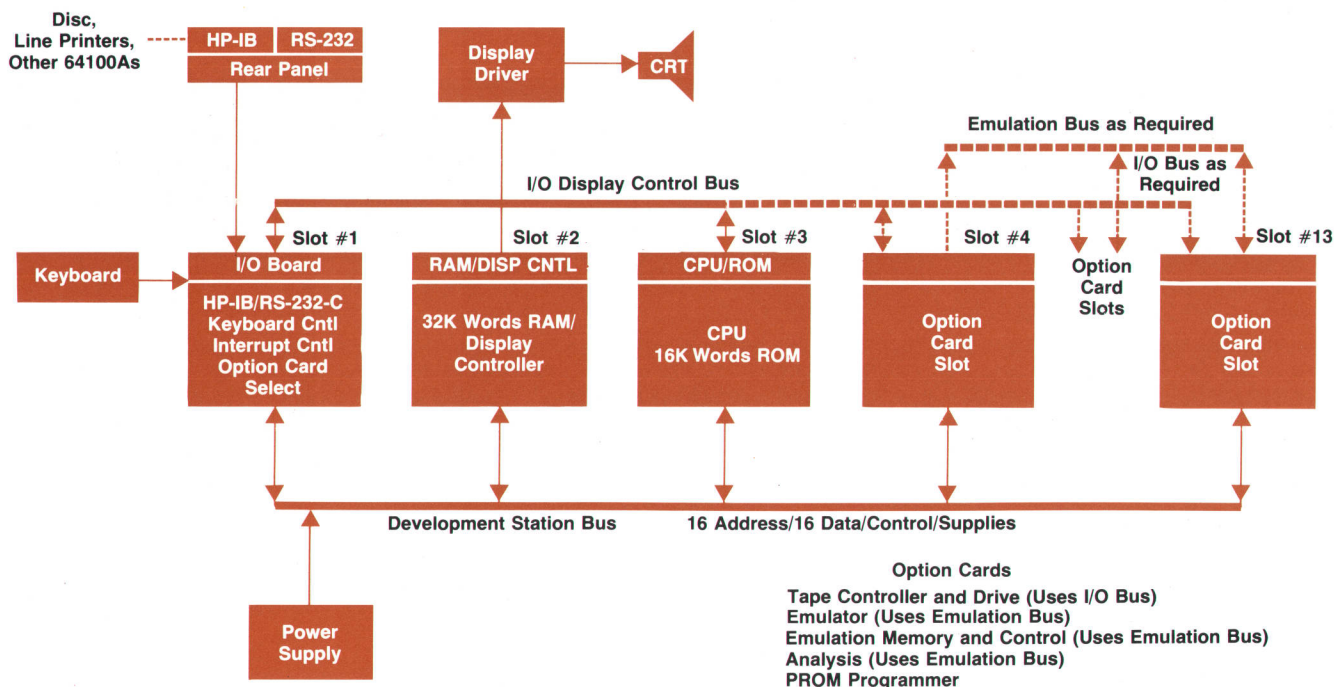 Disc,
Line Printers,
Other 64100As
HP-IB
RS-232
Rear Panel
Display
Driver
CRT
Emulation Bus as Required
I/O Bus as
Required
I/O Display Control Bus
Slot #1
Slot #2
Slot #3
Slot #4
Slot #13
Keyboard
I/O Board
HP-IB/RS-232-C
Keyboard Cntl
Interrupt Cntl
Option Card
Select
RAM/DISP CNTL
32K Words RAM/
Display
Controller
CPU/ROM
CPU
16K Words ROM
Option
Card
Slot
Option
Card
Slots
Option
Card
Slot
Development Station Bus
16 Address/16 Data/Control/Supplies
Power
Supply
Option Cards
Tape Controller and Drive (Uses I/O Bus)
Emulator (Uses Emulation Bus)
Emulation Memory and Control (Uses Emulation Bus)
Analysis (Uses Emulation Bus)
PROM Programmer